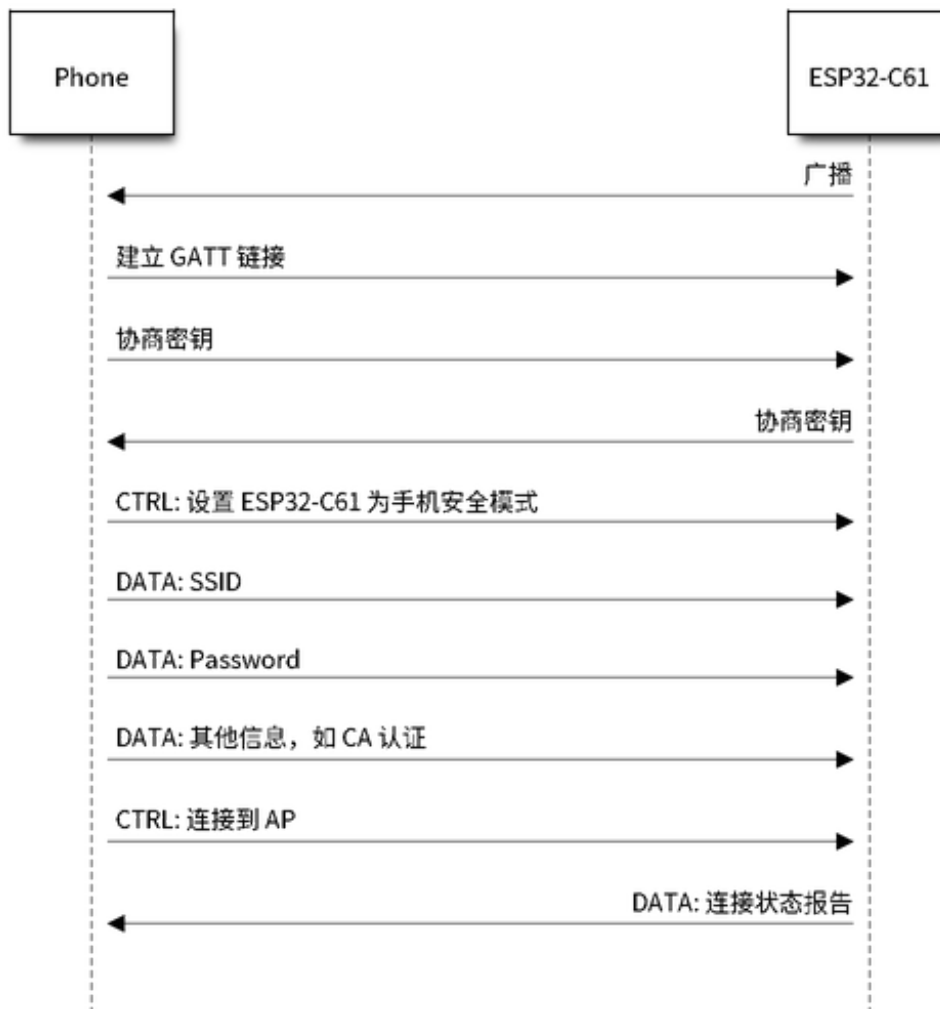 Phone
ESP32-C61
广播
建立 GATT 链接
协商密钥
协商密钥
CTRL: 设置 ESP32-C61 为手机安全模式
DATA: SSID
DATA: Password
DATA: 其他信息，如 CA 认证
CTRL: 连接到 AP
DATA: 连接状态报告